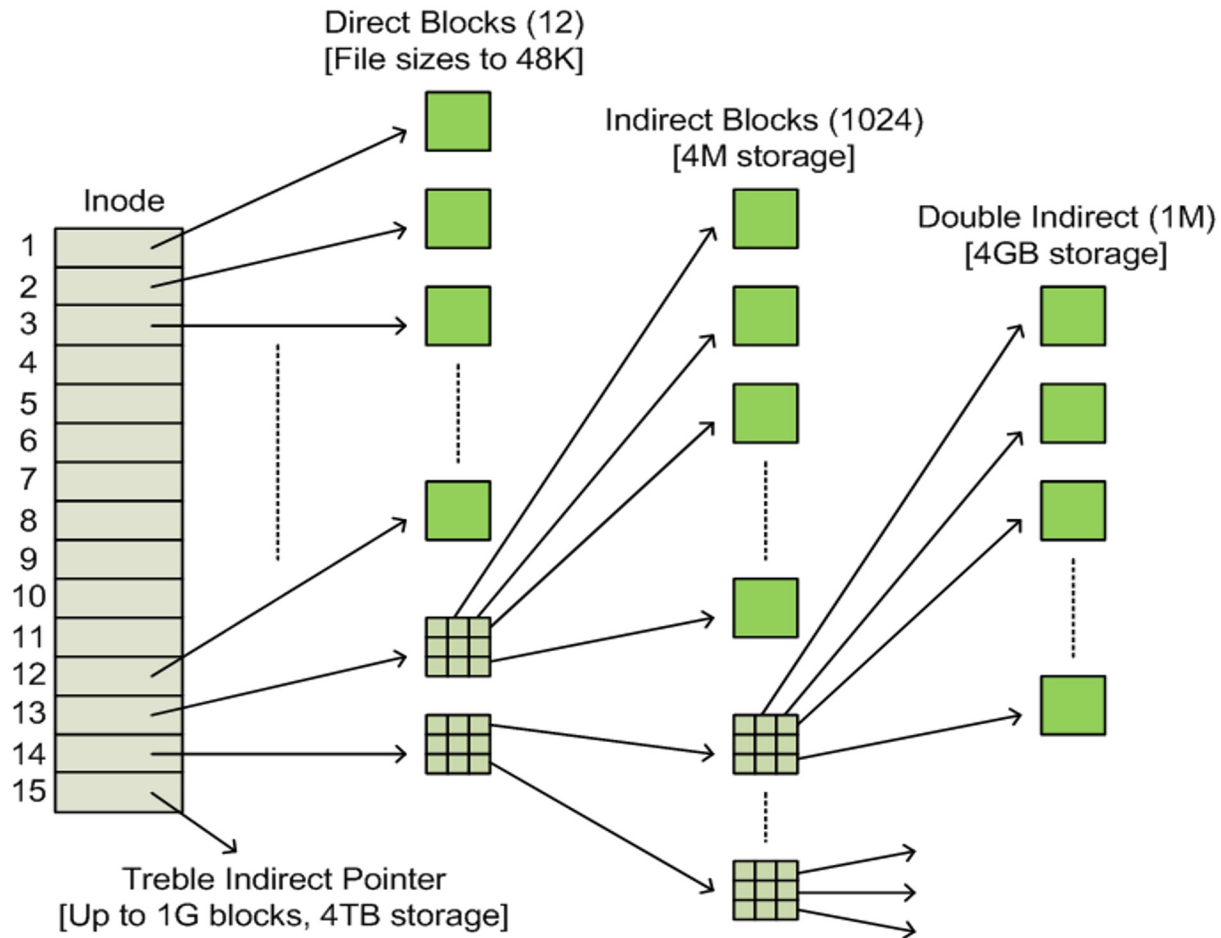 Direct Blocks (12)
[File sizes to 48K]
Indirect Blocks (1024)
[4M storage]
Double Indirect (1M)
[4GB storage]
Inode
1
2
3
4
5
6
7
8
9
10
11
12
13
14
15
Treble Indirect Pointer
[Up to 1G blocks, 4TB storage]